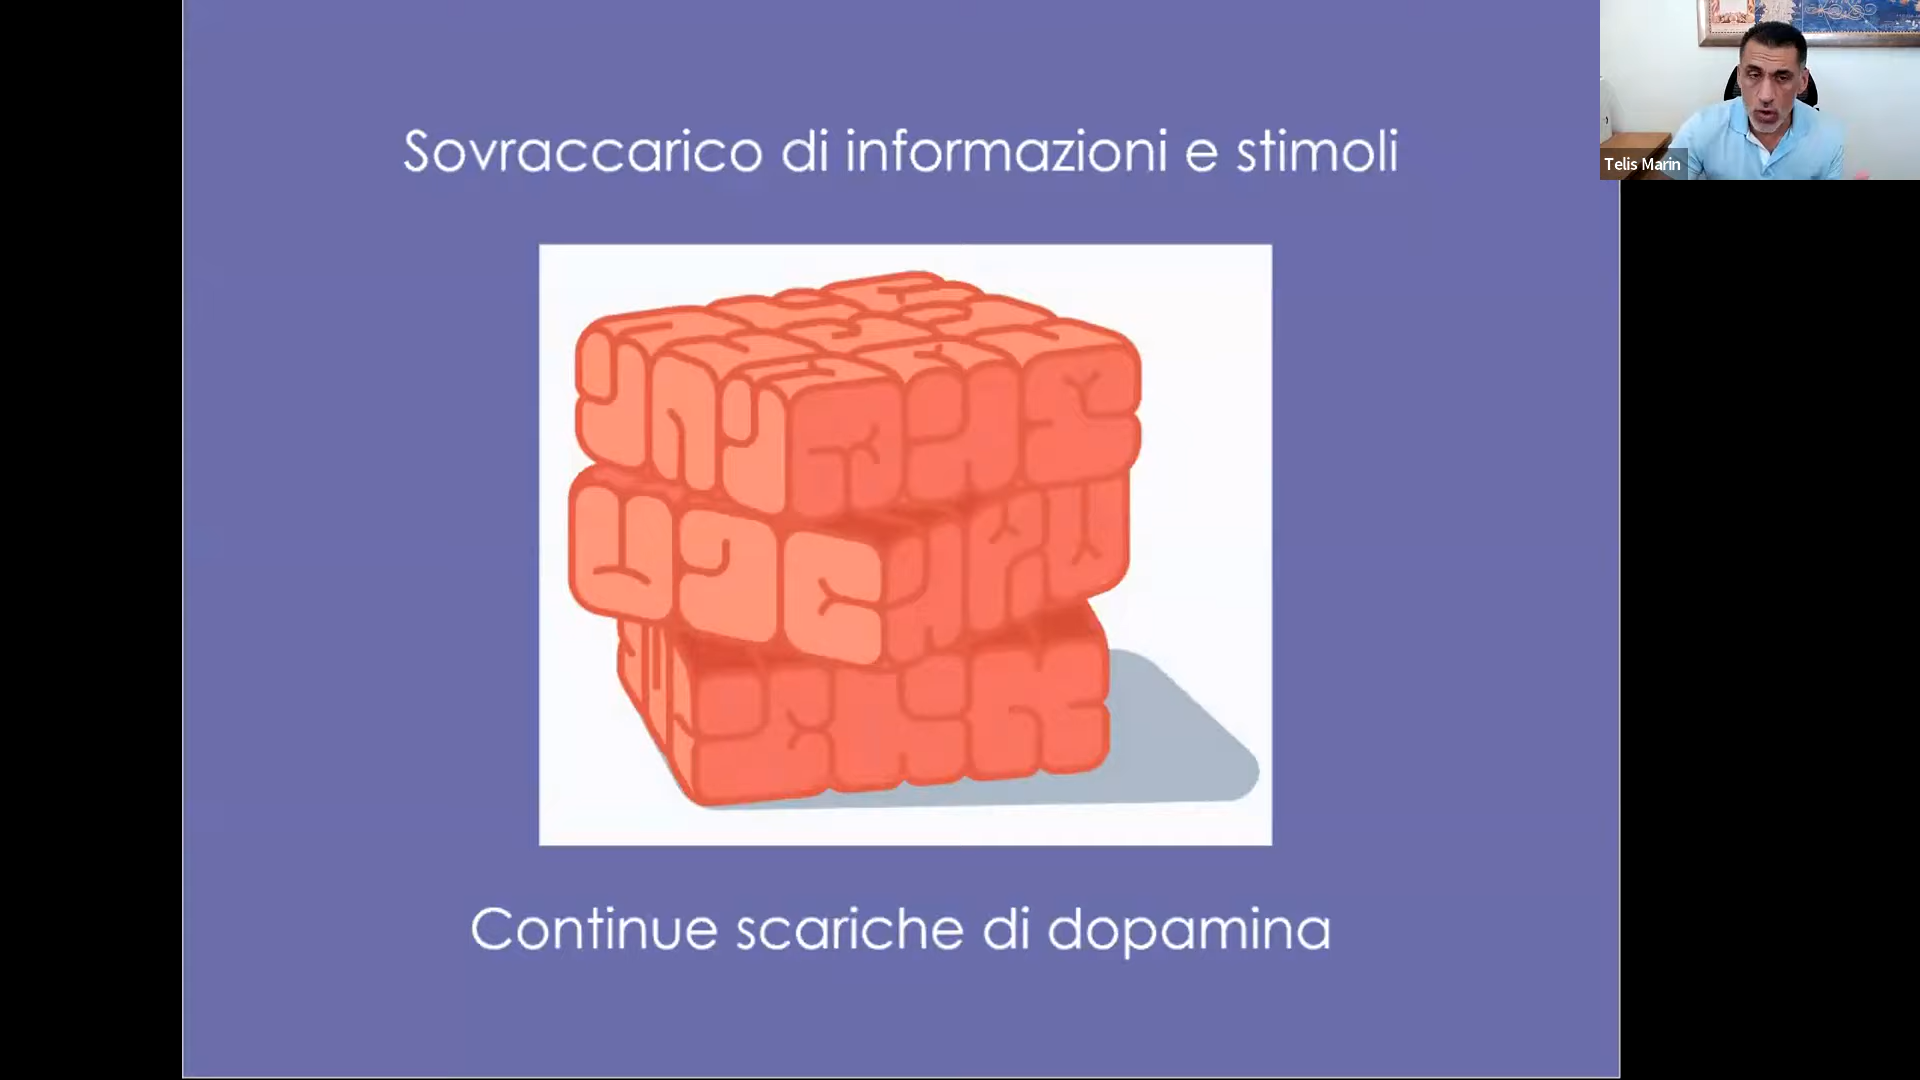 Sovraccarico di informazioni e stimoli
Telis Marin
Continue scariche di dopamina